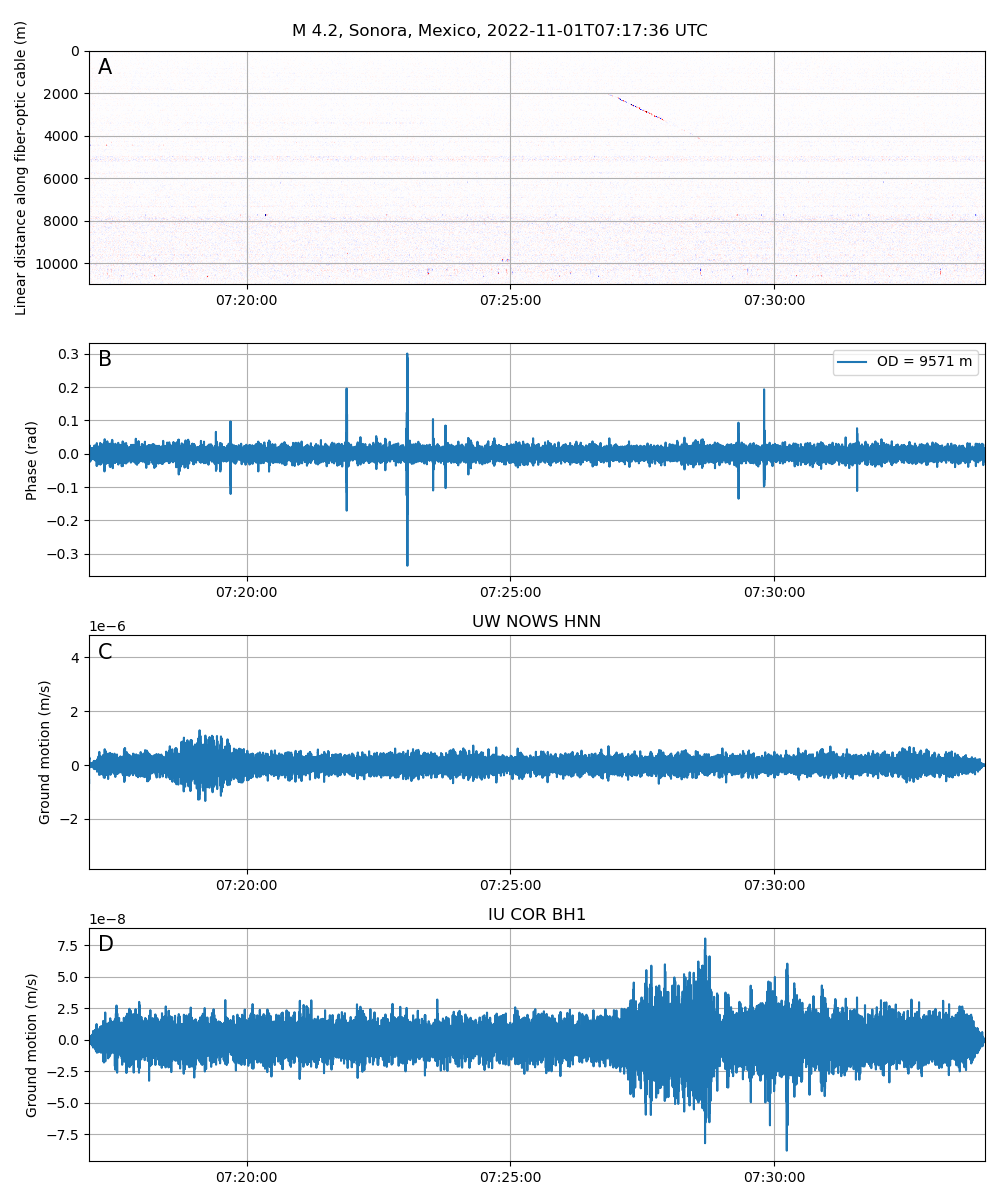 M 4.2, Sonora, Mexico, 2022-11-01T07:17:36 UTC
A
Linear distance along fiber-optic cable (m)
0
2000
4000
6000
8000
10000
07:20:00 07:25:00 07:30:00
B
OD = 9571 m
Phase (rad)
0.3
0.2
0.1
0.0
−0.1
−0.2
−0.3
07:20:00 07:25:00 07:30:00
UW NOWS HNN
1e−6
C
Ground motion (m/s)
4
2
0
−2
07:20:00 07:25:00 07:30:00
IU COR BH1
1e−8
D
Ground motion (m/s)
7.5
5.0
2.5
0.0
−2.5
−5.0
−7.5
07:20:00 07:25:00 07:30:00